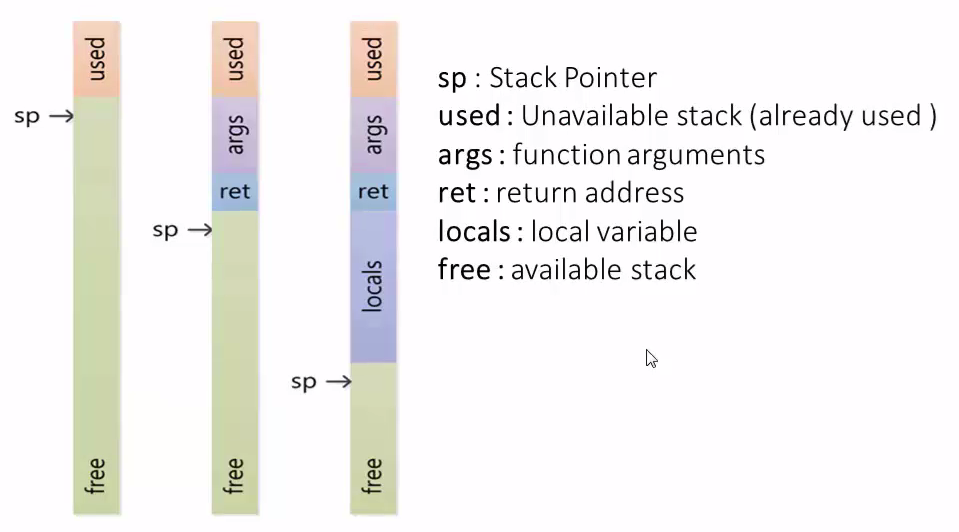 used
sp →
free
used
args
ret
sp →
free
used
args
ret
locals
sp →
free
sp : Stack Pointer
used : Unavailable stack (already used )
args : function arguments
ret : return address
locals : local variable
free : available stack